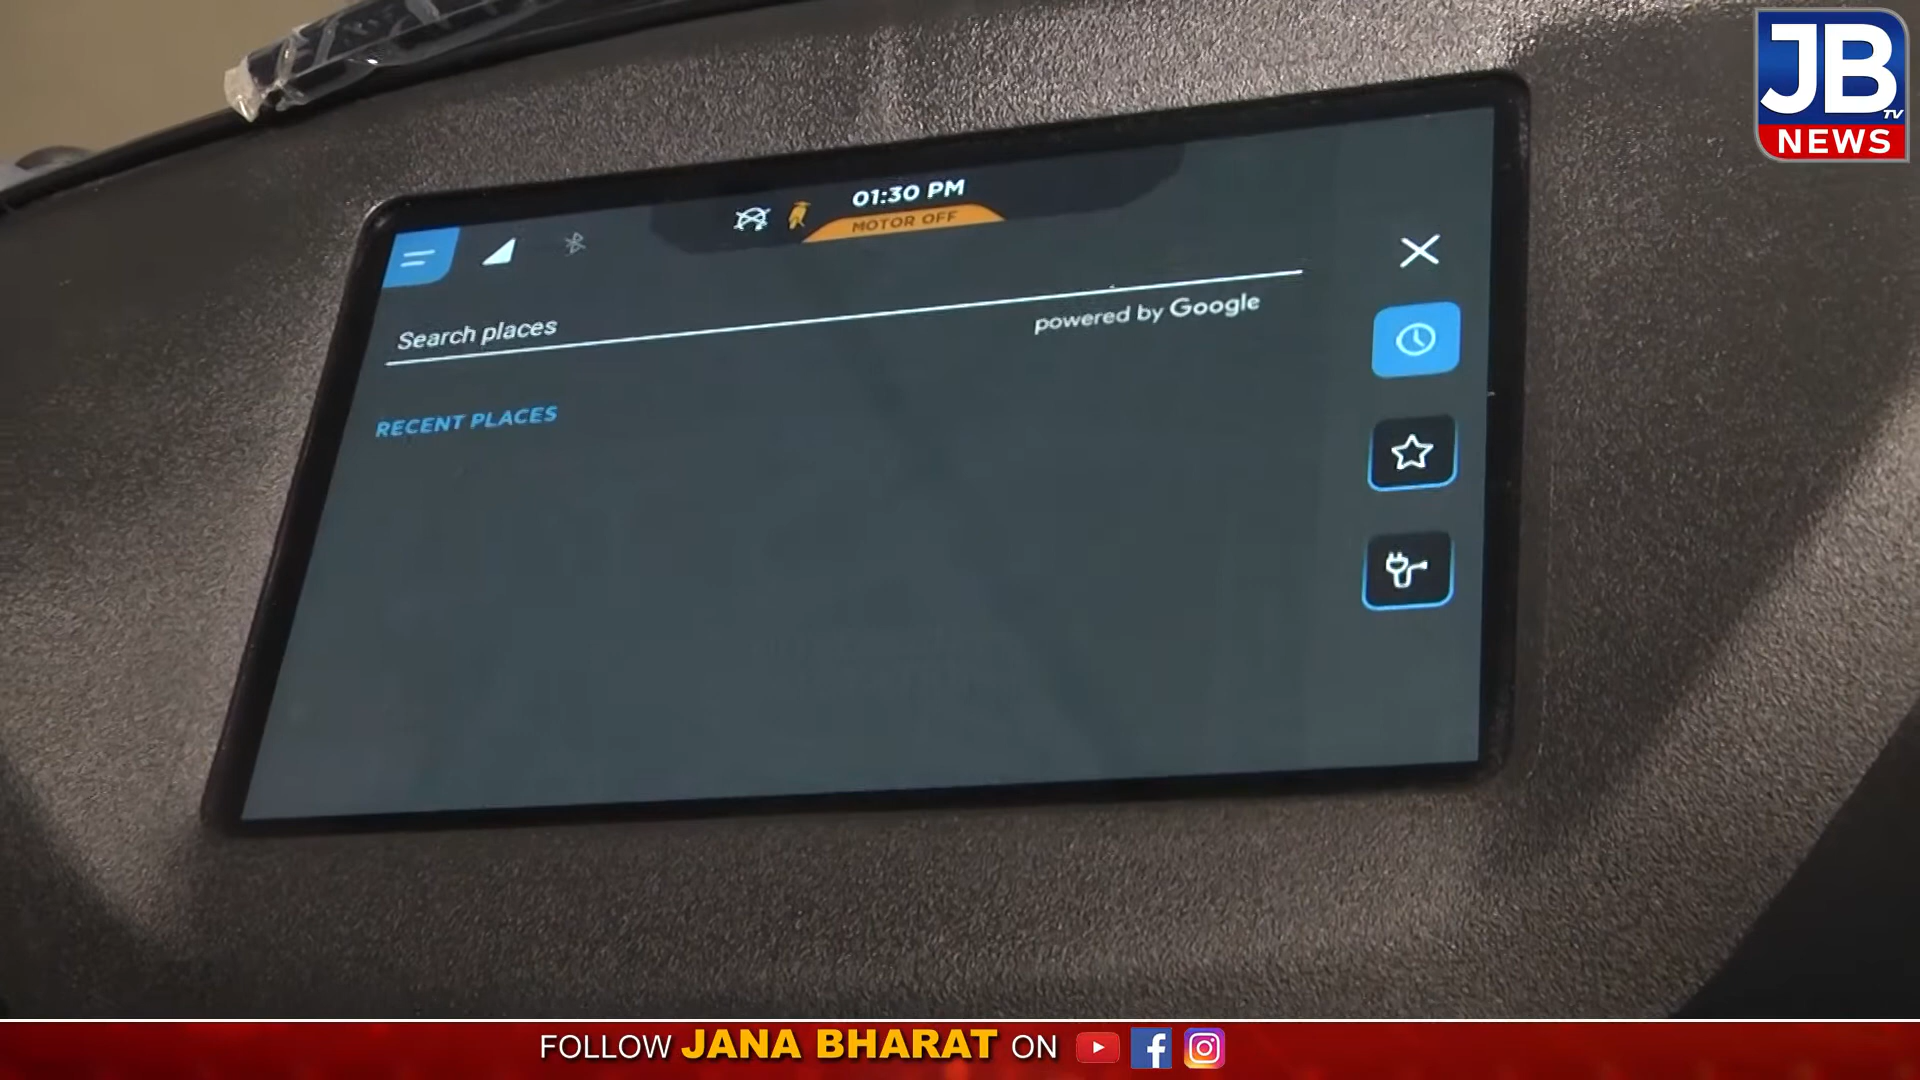 JB
TV
NEWS
01:30 PM
MOTOR OFF
Search places
powered by Google
RECENT PLACES
FOLLOW JANA BHARAT ON